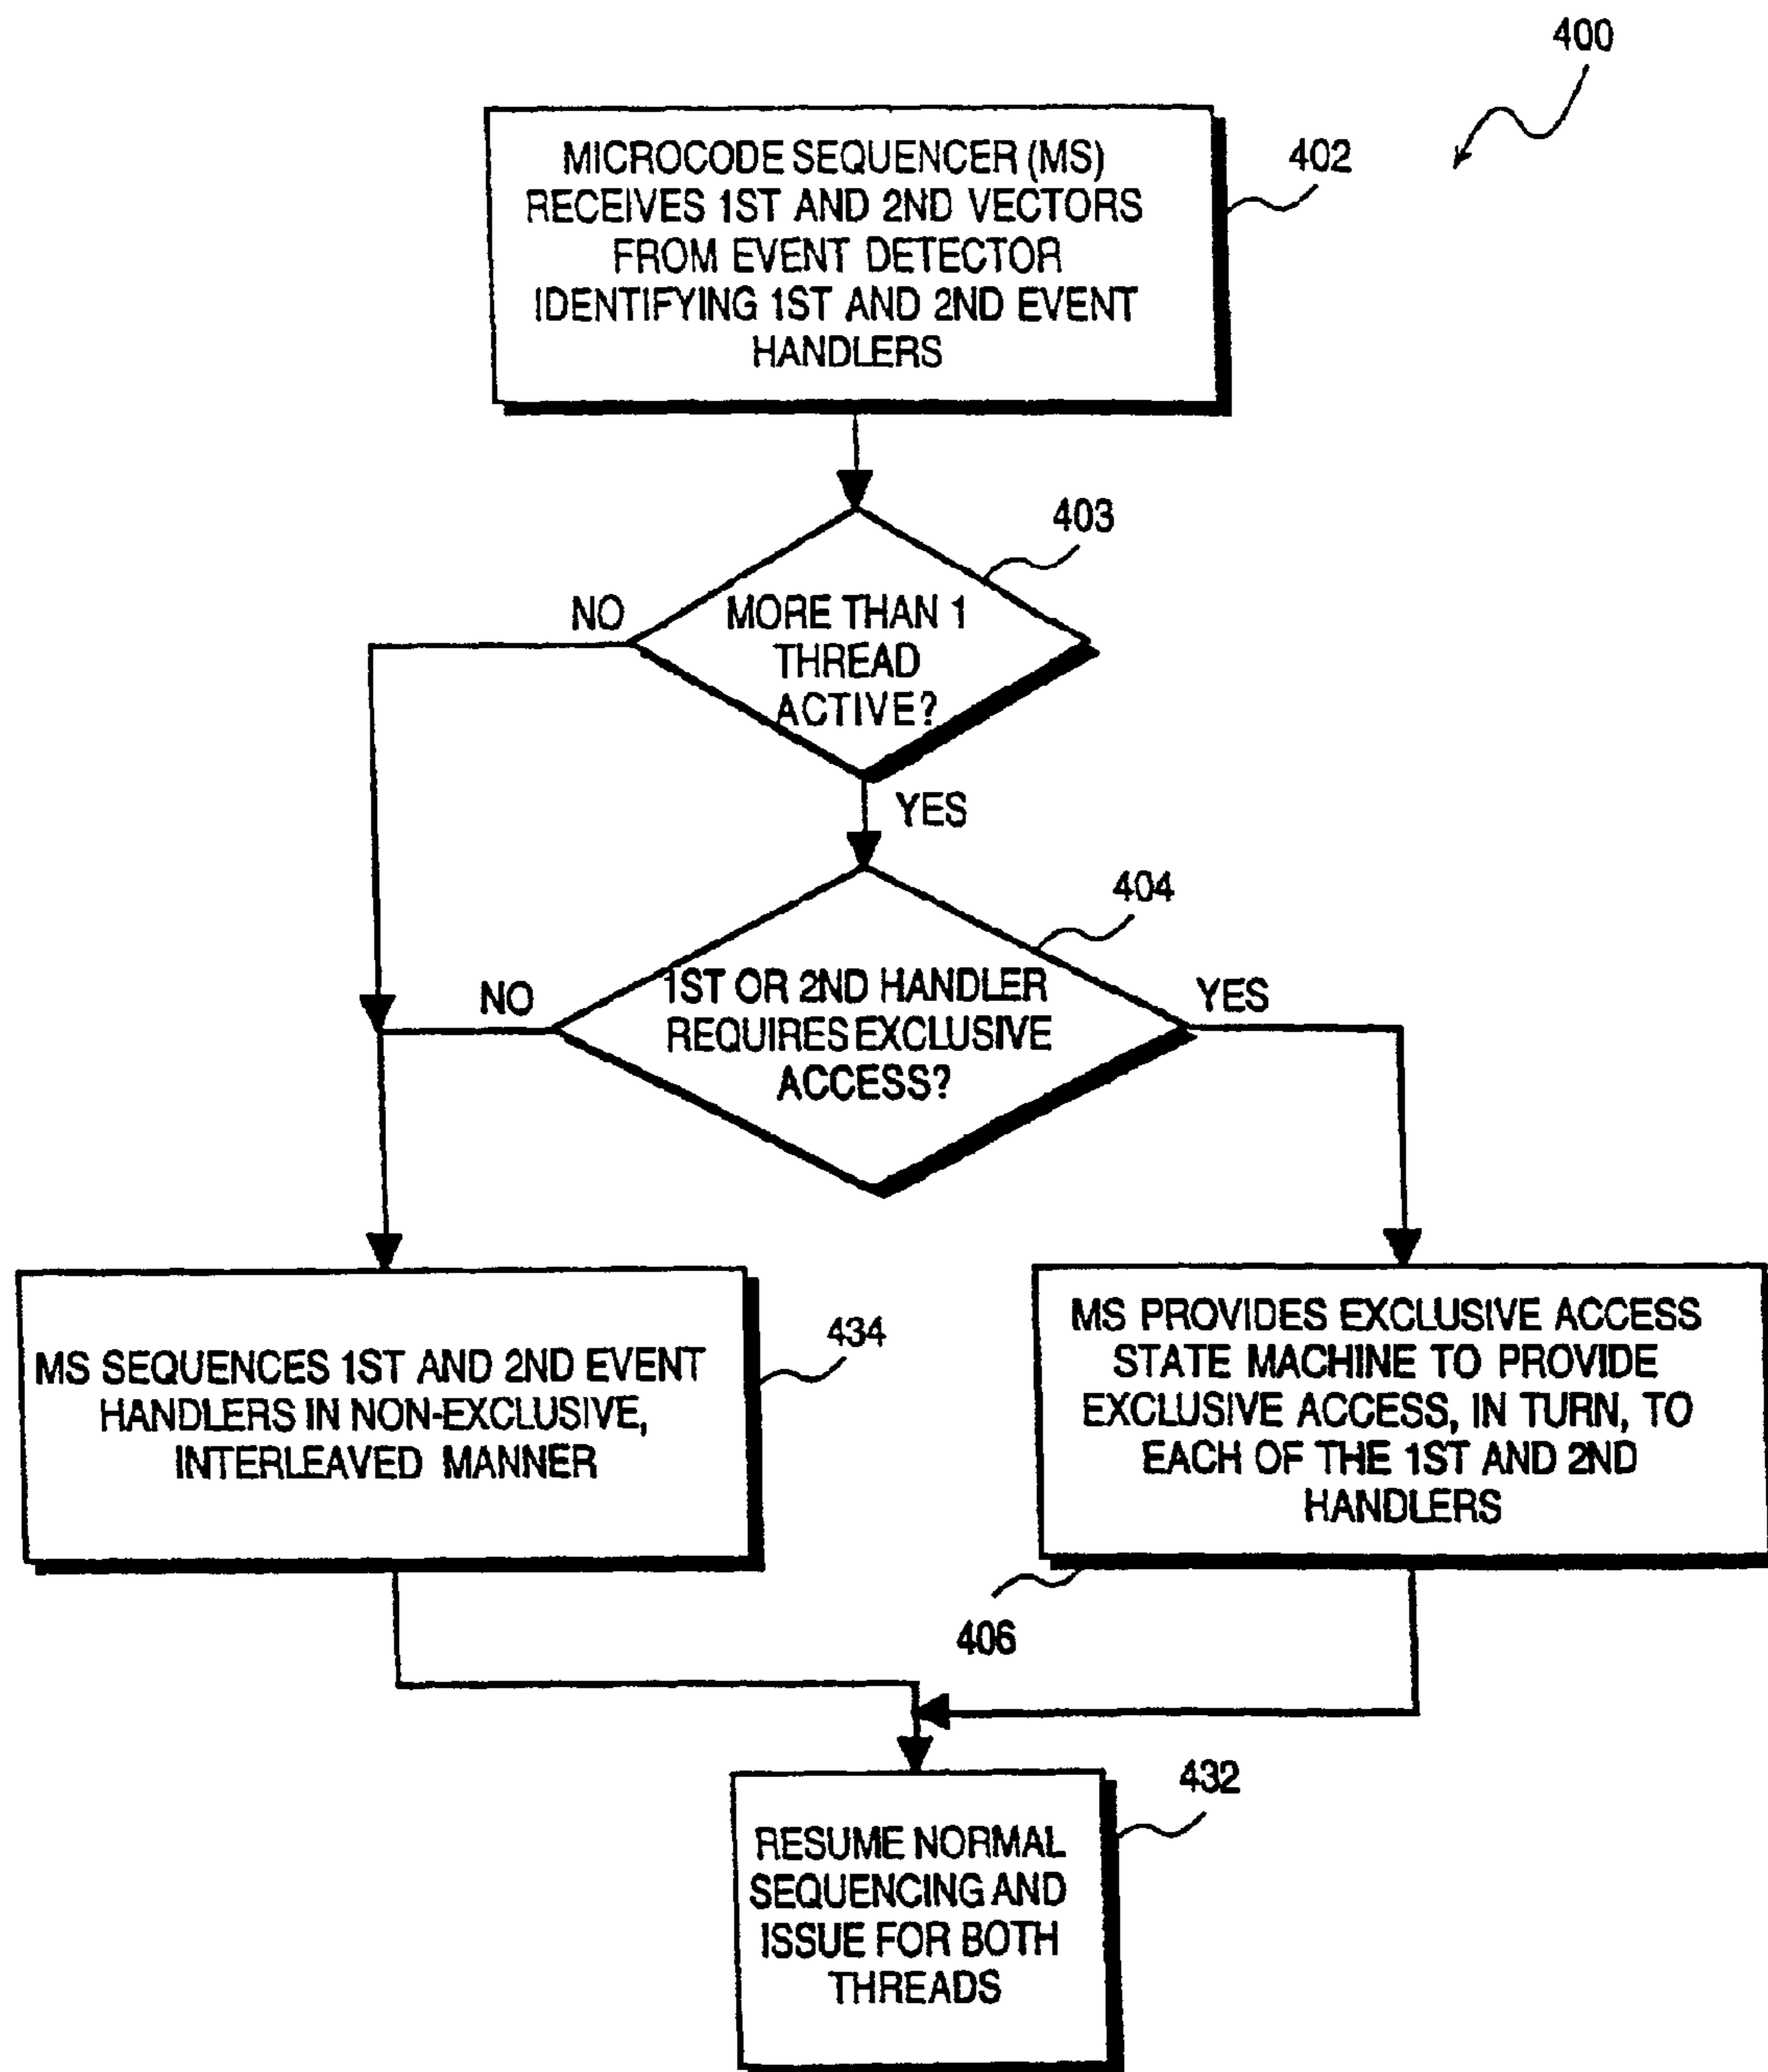 400
MICROCODE SEQUENCER (MS)
RECEIVES 1ST AND 2ND VECTORS
FROM EVENT DETECTOR
IDENTIFYING 1ST AND 2ND EVENT
HANDLERS
402
403
NO
MORE THAN 1
THREAD
ACTIVE?
YES
404
NO
1ST OR 2ND HANDLER
REQUIRES EXCLUSIVE
ACCESS?
YES
MS SEQUENCES 1ST AND 2ND EVENT
HANDLERS IN NON-EXCLUSIVE,
INTERLEAVED MANNER
434
MS PROVIDES EXCLUSIVE ACCESS
STATE MACHINE TO PROVIDE
EXCLUSIVE ACCESS, IN TURN, TO
EACH OF THE 1ST AND 2ND
HANDLERS
406
432
RESUME NORMAL
SEQUENCING AND
ISSUE FOR BOTH
THREADS